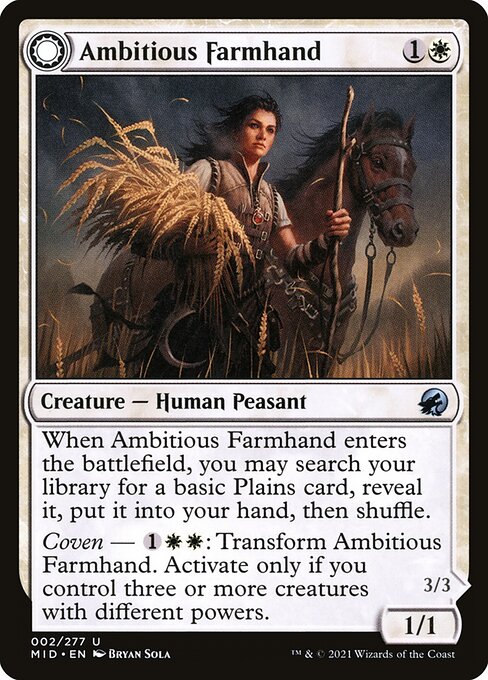 Ambitious Farmhand 1
Creature — Human Peasant
When Ambitious Farmhand enters
the battlefield, you may search your
library for a basic Plains card, reveal
it, put it into your hand, then shuffle.
Coven — 1: Transform Ambitious
Farmhand. Activate only if you
control three or more creatures
with different powers.
3/3
1/1
002/277 U
MID • EN Bryan Sola
™ & © 2021 Wizards of the Coast